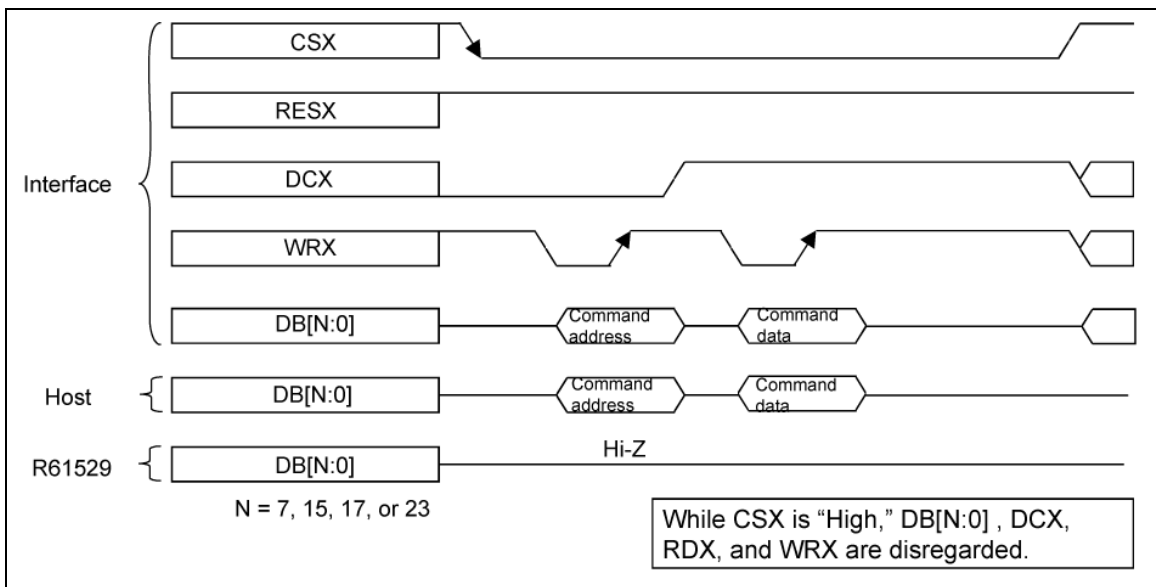 CSX
RESX
Interface
DCX
WRX
DB[N:0]
Command
address
Command
data
Host
DB[N:0]
Command
address
Command
data
R61529
DB[N:0]
Hi-Z
N = 7, 15, 17, or 23
While CSX is “High,” DB[N:0] , DCX,
RDX, and WRX are disregarded.